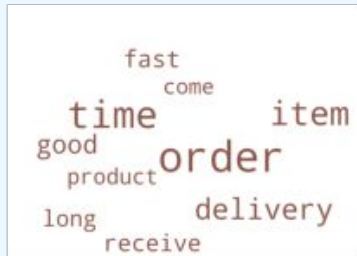 fast
come
time item
good
order
product
delivery
long
receive